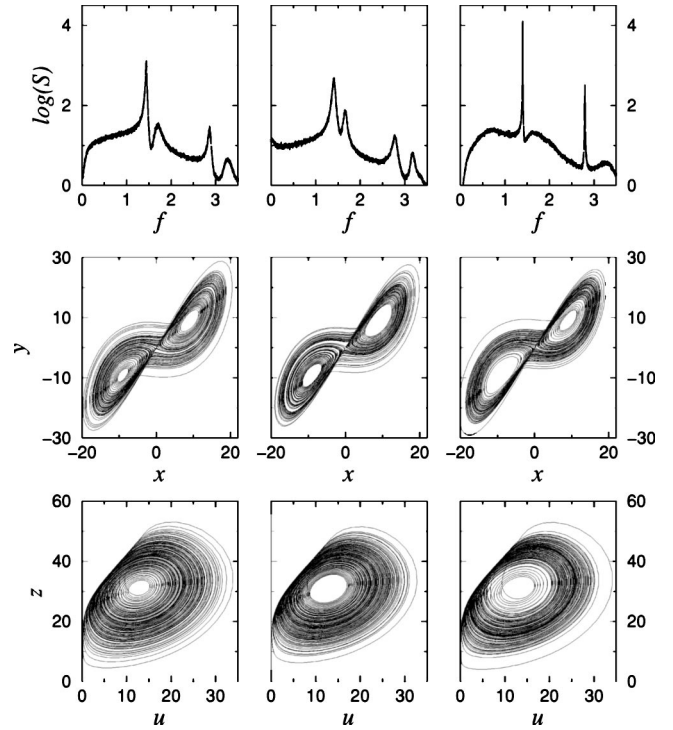 4 4
log(S)
2 2
0 0
0 1 2 3 0 1 2 3 0 1 2 3
f f f
30 30
10 10
y
−10 −10
−30 −30
−20 0 20 −20 0 20 −20 0 20
x x x
60 60
40 40
z
20 20
0 0
0 10 20 30 0 10 20 30 0 10 20 30
u u u